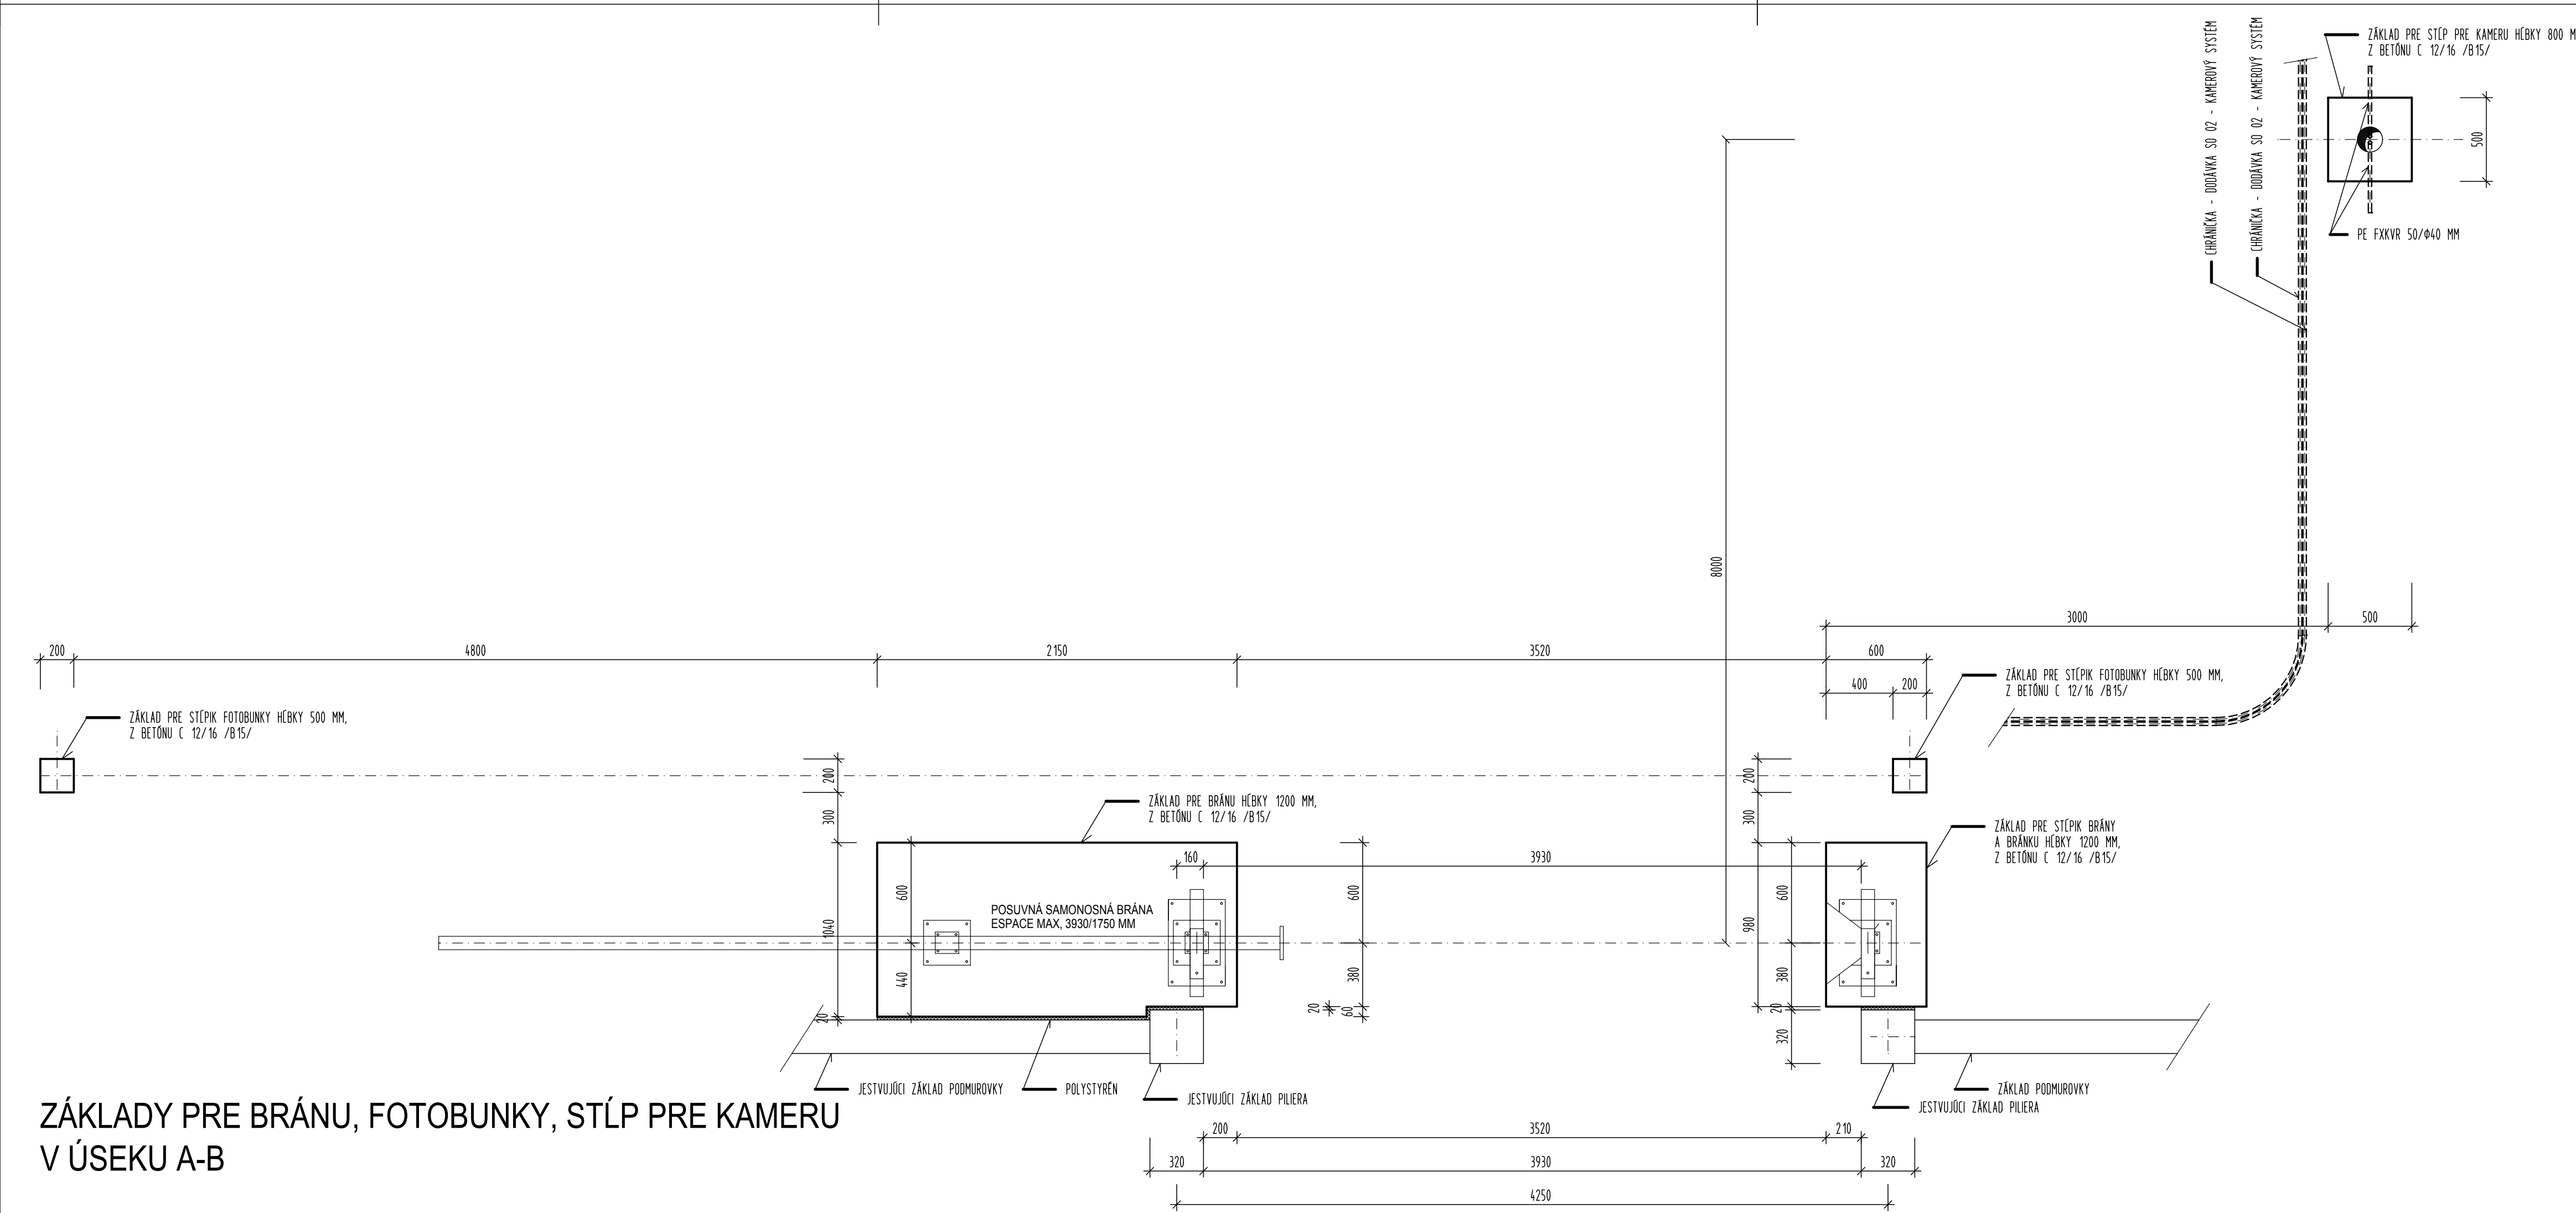 CHRÁNIČKA - DODÁVKA SO 02 - KAMEROVÝ SYSTÉM
CHRÁNIČKA - DODÁVKA SO 02 - KAMEROVÝ SYSTÉM
ZÁKLAD PRE STĹP PRE KAMERU HĹBKY 800 M
Z BETÓNU C 12/16 /B15/
500
PE FXKVR 50/Φ40 MM
8000
3000
500
200
4800
2150
3520
600
400
200
ZÁKLAD PRE STĹPIK FOTOBUNKY HĹBKY 500 MM,
Z BETÓNU C 12/16 /B15/
ZÁKLAD PRE STĹPIK FOTOBUNKY HĹBKY 500 MM,
Z BETÓNU C 12/16 /B15/
200
300
1040
20
ZÁKLAD PRE BRÁNU HĹBKY 1200 MM,
Z BETÓNU C 12/16 /B15/
600
440
160
3930
POSUVNÁ SAMONOSNÁ BRÁNA
ESPACE MAX, 3930/1750 MM
600
380
20
60
200
300
980
600
380
20
320
ZÁKLAD PRE STĹPIK BRÁNY
A BRÁNKU HĹBKY 1200 MM,
Z BETÓNU C 12/16 /B15/
JESTVUJÚCI ZÁKLAD PODMUROVKY
POLYSTYRÉN
JESTVUJÚCI ZÁKLAD PILIERA
ZÁKLAD PODMUROVKY
JESTVUJÚCI ZÁKLAD PILIERA
ZÁKLADY PRE BRÁNU, FOTOBUNKY, STĹP PRE KAMERU
V ÚSEKU A-B
200
3520
210
320
3930
320
4250